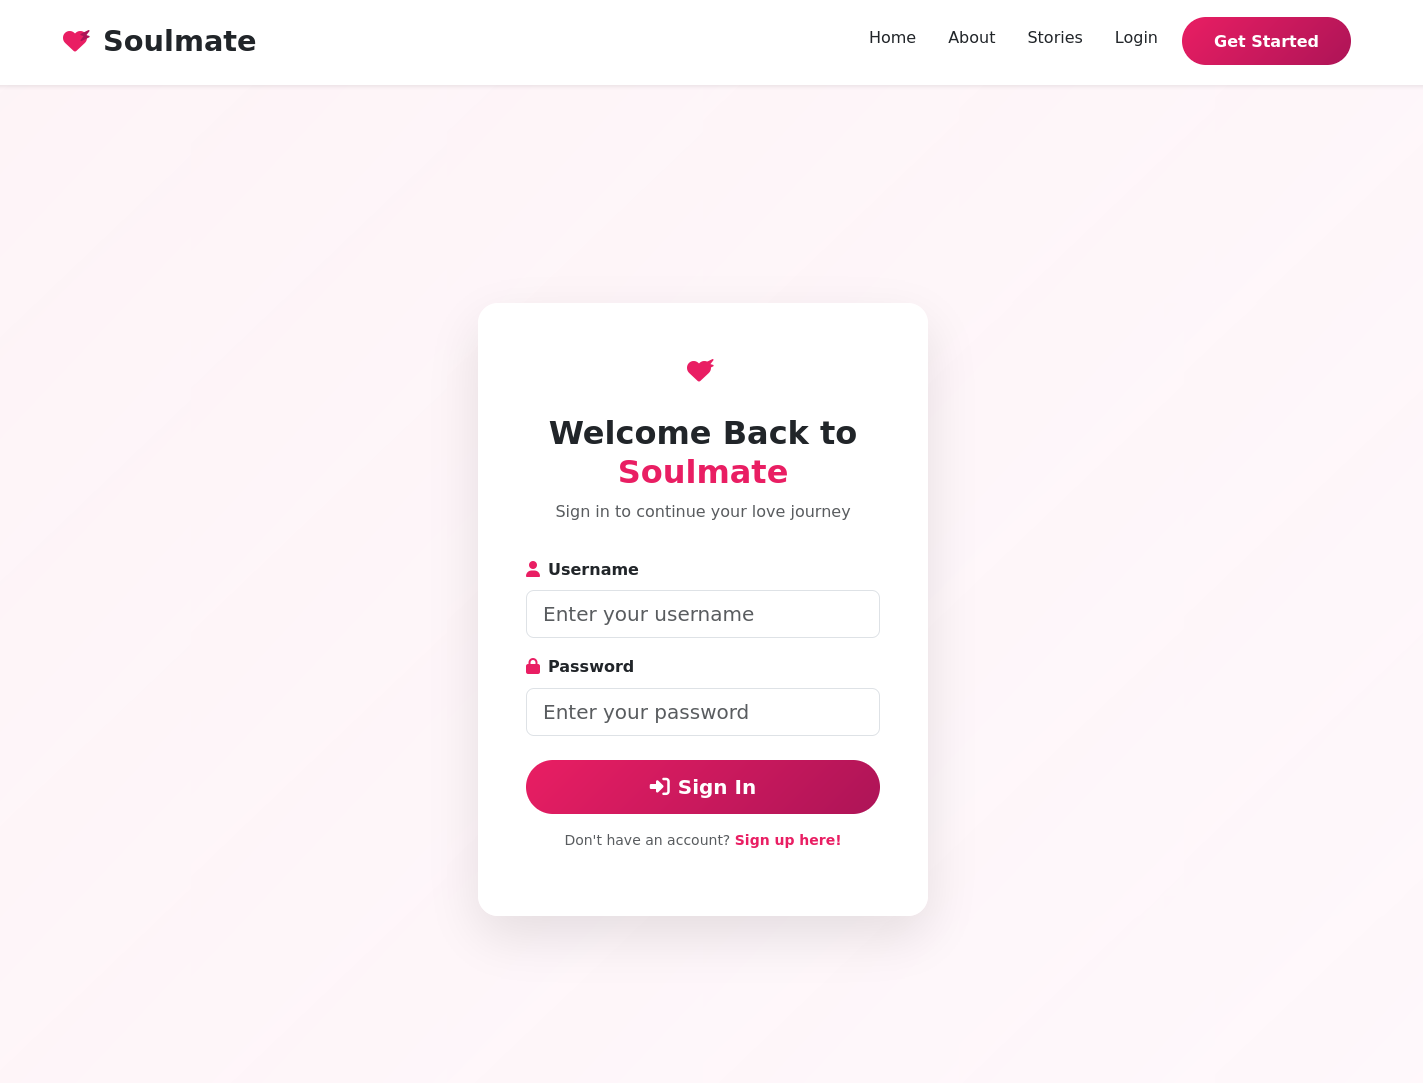 Soulmate
Home
About
Stories
Login
Get Started
Welcome Back to
Soulmate
Sign in to continue your love journey
Username
Enter your username
Password
Enter your password
Sign In
Don't have an account? Sign up here!